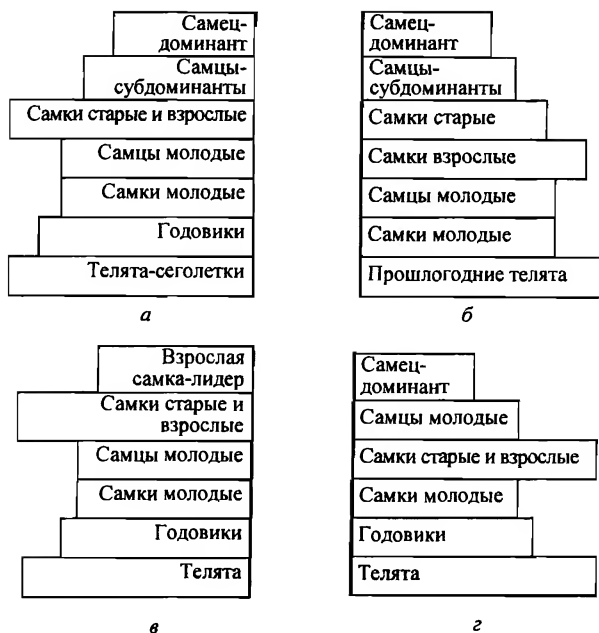 Самец-
доминант
Самцы-
субдоминанты
Самки старые и взрослые
Самцы молодые
Самки молодые
Годовики
Телята-сеголетки
а
Самец-
доминант
Самцы-
субдоминанты
Самки старые
Самки взрослые
Самцы молодые
Самки молодые
Прошлогодние телята
б
Взрослая
самка-лидер
Самки старые и
взрослые
Самцы молодые
Самки молодые
Годовики
Телята
в
Самец-
доминант
Самцы молодые
Самки старые и взрослые
Самки молодые
Годовики
Телята
г